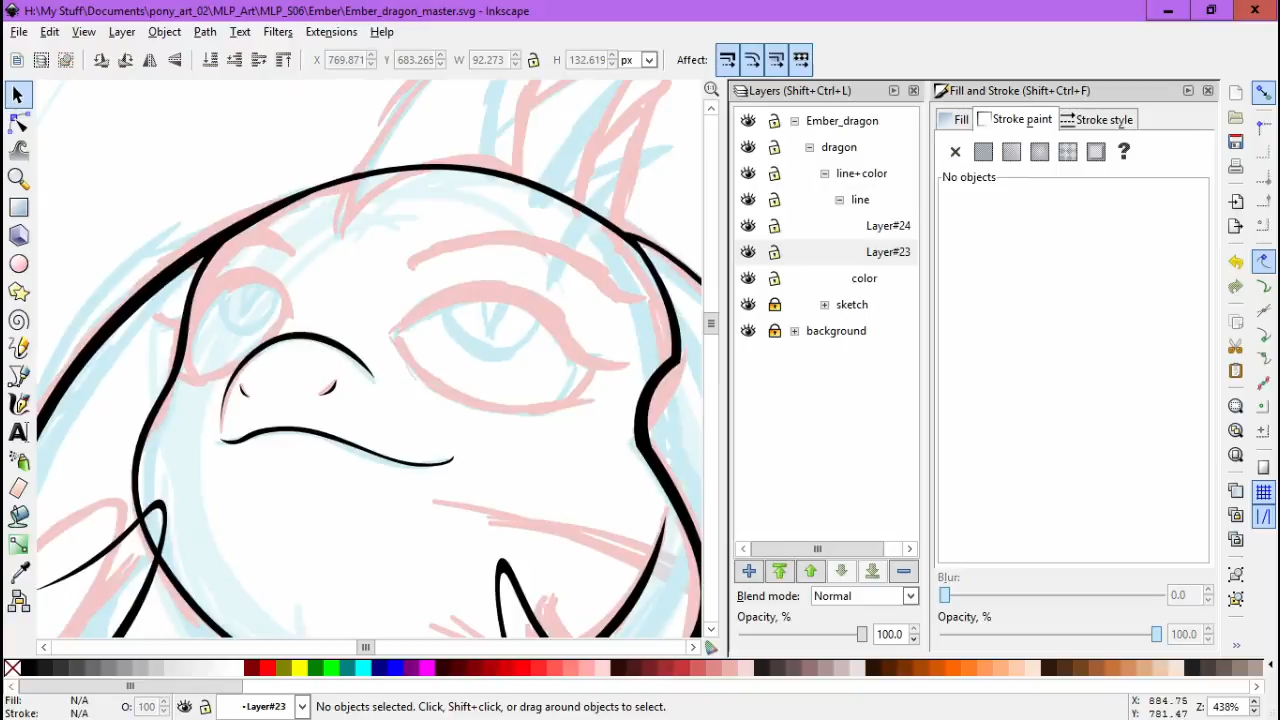 H:\My Stuff\Documents\pony_art_02\MLP_Art\MLP_S06\Ember\Ember_dragon_master.svg - Inkscape
File Edit View Layer Object Path Text Filters Extensions Help
X 769.871 Y 683.265 W 92.273 H 132.619 px Affect:
Layers (Shift+Ctrl+L) Fill and Stroke (Shift+Ctrl+F)
Ember_dragon Fill Stroke paint Stroke style
dragon
line+color No objects
line
Layer#24
Layer#23
color
sketch
background
Blur:
Blend mode: Normal 0.0
Opacity, % Opacity, %
100.0 100.0
Fill: N/A
Stroke: N/A O: 100 •Layer#23 No objects selected. Click, Shift+click, or drag around objects to select.
X: 884.75
Y: 781.47 Z: 438%